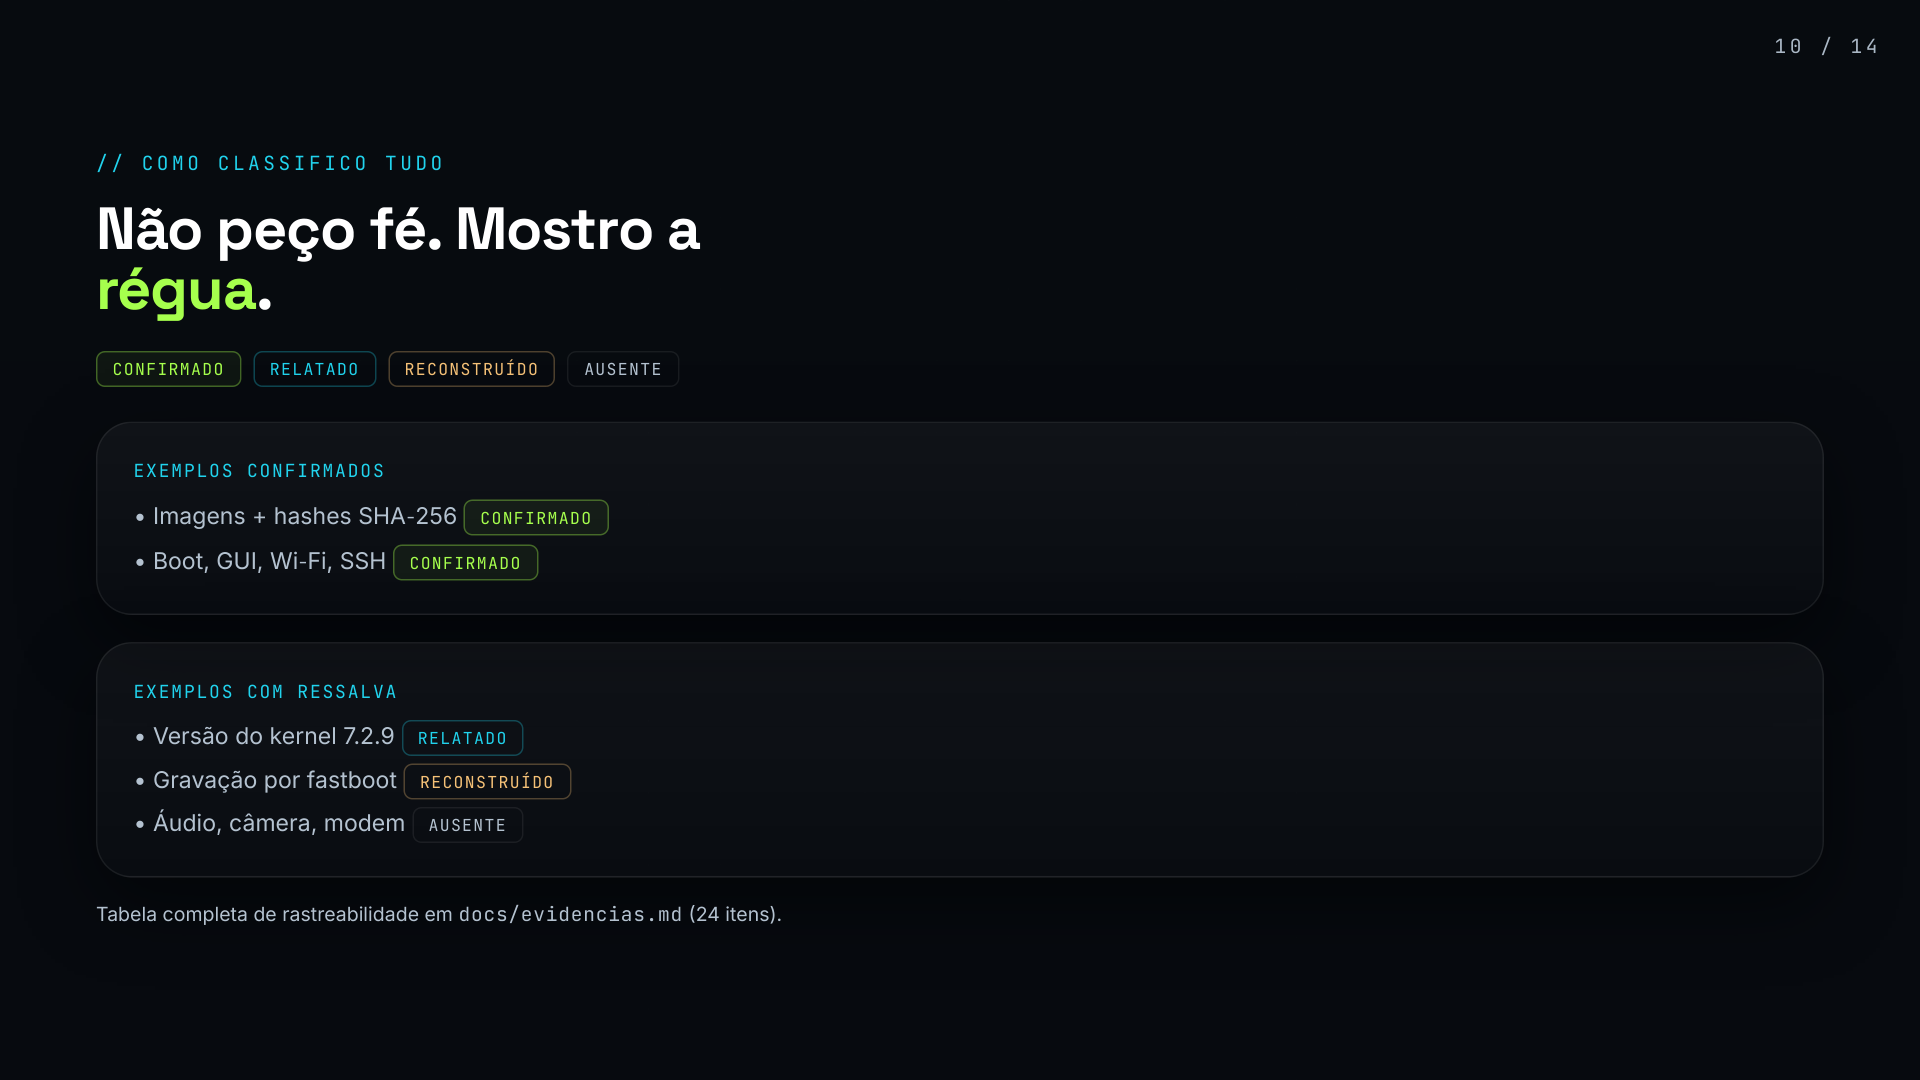 10 / 14
// COMO CLASSIFICO TUDO
Não peço fé. Mostro a
régua.
CONFIRMADO RELATADO RECONSTRUÍDO AUSENTE
EXEMPLOS CONFIRMADOS
• Imagens + hashes SHA-256 CONFIRMADO
• Boot, GUI, Wi-Fi, SSH CONFIRMADO
EXEMPLOS COM RESSALVA
• Versão do kernel 7.2.9 RELATADO
• Gravação por fastboot RECONSTRUÍDO
• Áudio, câmera, modem AUSENTE
Tabela completa de rastreabilidade em docs/evidencias.md (24 itens).